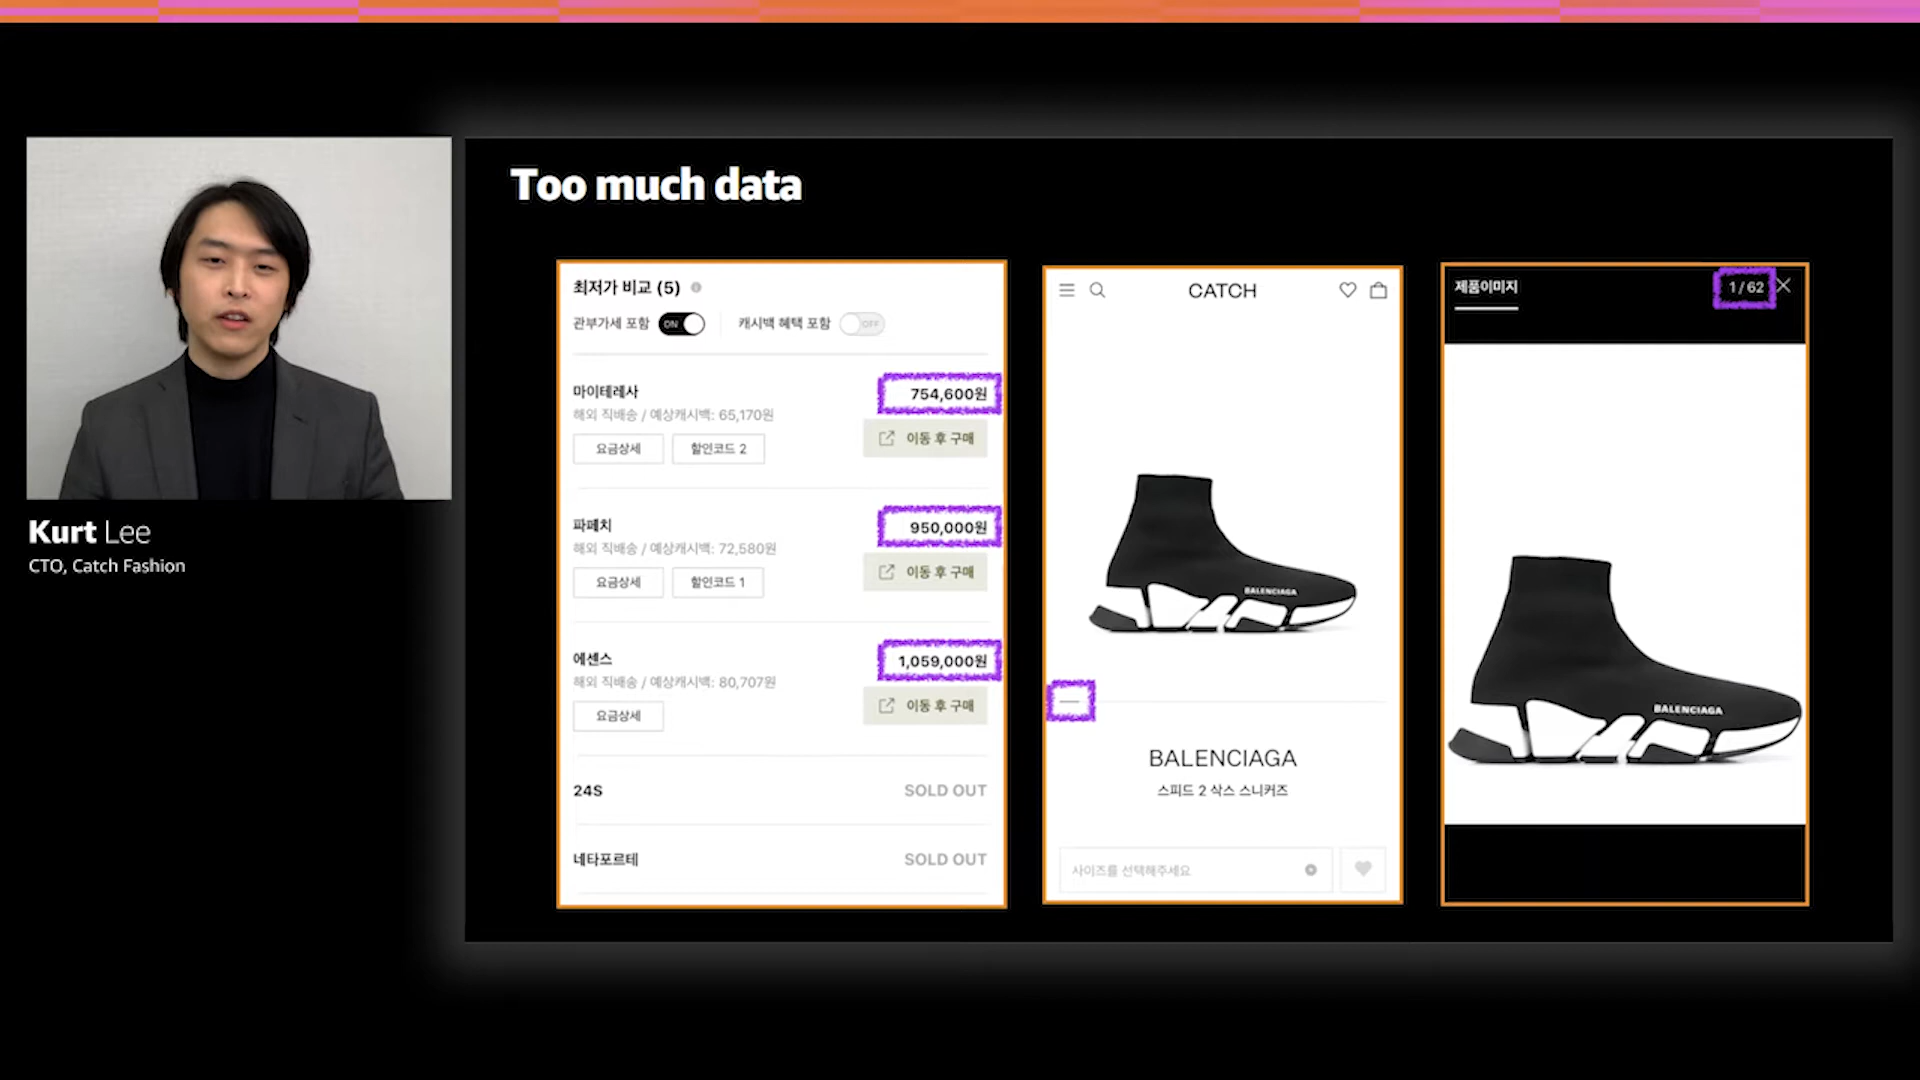 Too much data
Kurt Lee
CTO, Catch Fashion
최저가 비교 (5)
관부가세 포함 ON 캐시백 혜택 포함 OFF
마이테레사 754,600원
해외 직배송 / 예상캐시백: 65,170원
요금상세 할인코드 2 이동 후 구매
파페치 950,000원
해외 직배송 / 예상캐시백: 72,580원
요금상세 할인코드 1 이동 후 구매
에센스 1,059,000원
해외 직배송 / 예상캐시백: 80,707원
요금상세 이동 후 구매
24S SOLD OUT
네타포르테 SOLD OUT
CATCH
BALENCIAGA
BALENCIAGA
스피드 2 삭스 스니커즈
사이즈를 선택해주세요
제품이미지 1 / 62
BALENCIAGA